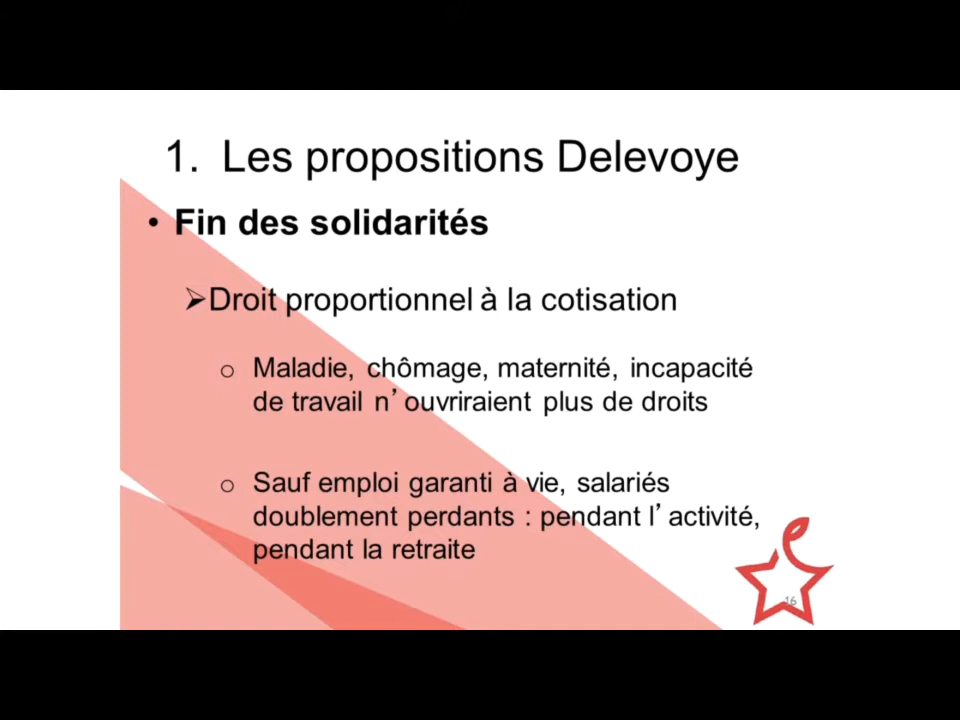 1. Les propositions Delevoye
• Fin des solidarités
➢Droit proportionnel à la cotisation
o Maladie, chômage, maternité, incapacité
de travail n’ouvriraient plus de droits
o Sauf emploi garanti à vie, salariés
doublement perdants : pendant l’activité,
pendant la retraite
16